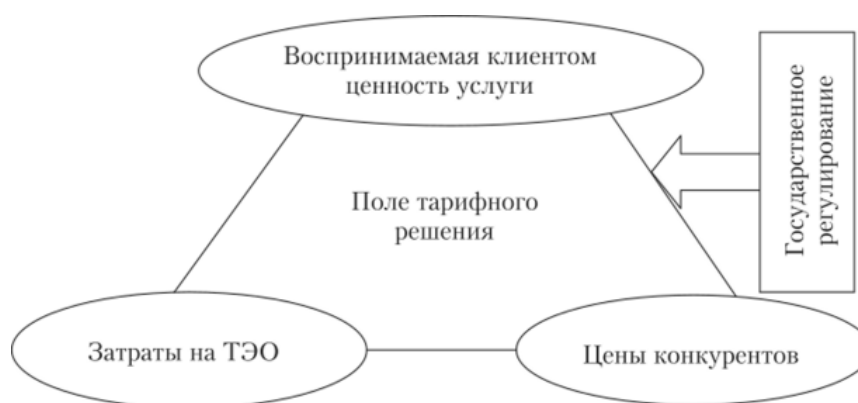 Воспринимаемая клиентом
ценность услуги
Государственное
регулирование
Поле тарифного
решения
Затраты на ТЭО
Цены конкурентов